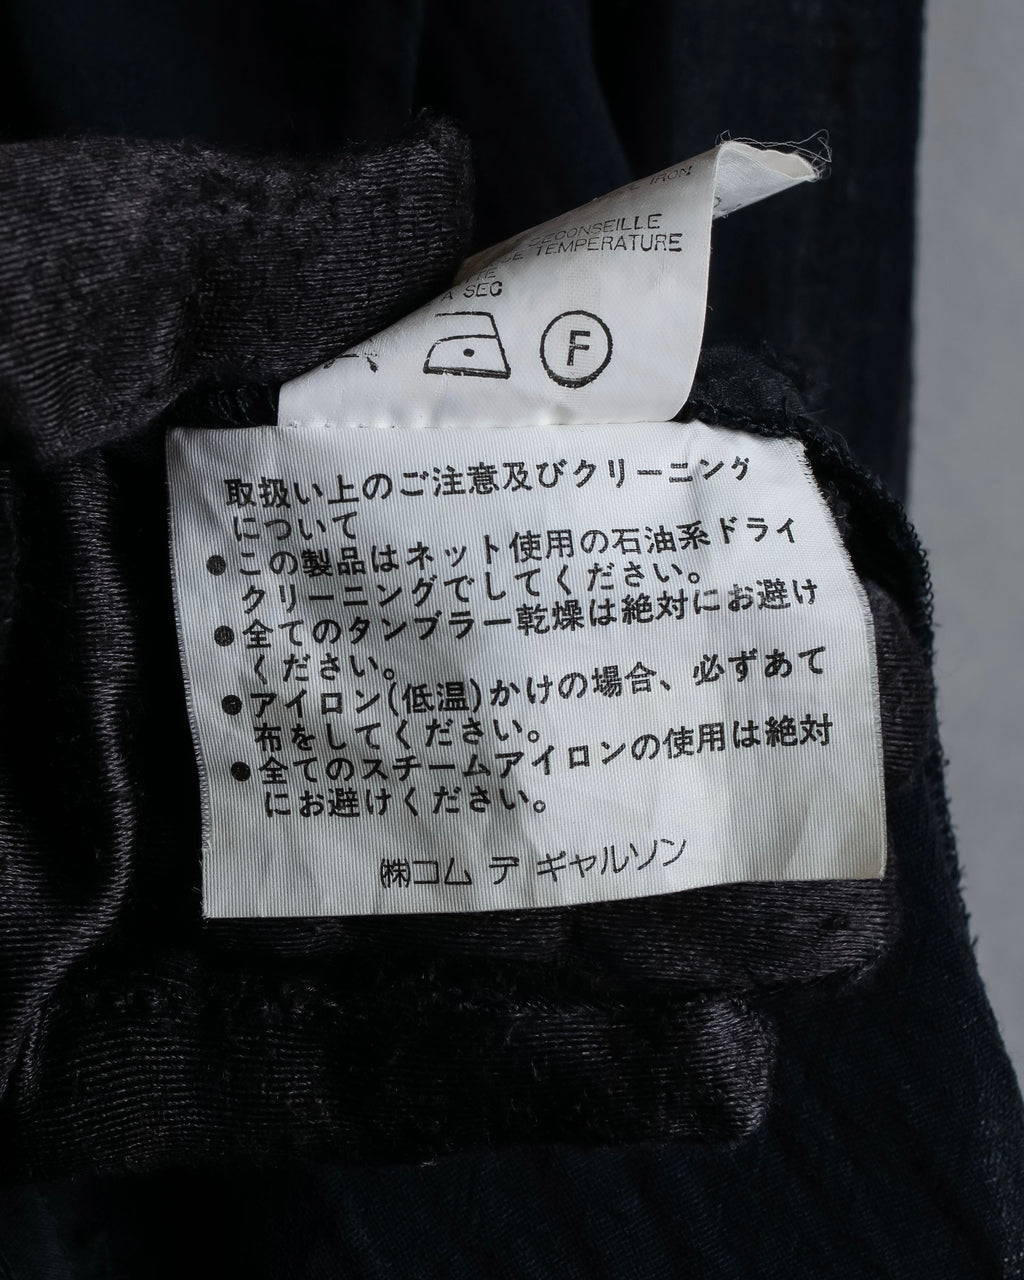 IRON
DECONSEILLE
TEMPERATURE
A SEC
F
取扱い上のご注意及びクリーニング
について
●この製品はネット使用の石油系ドライ
クリーニングでしてください。
●全てのタンブラー乾燥は絶対にお避け
ください。
●アイロン(低温)かけの場合、必ずあて
布をしてください。
●全てのスチームアイロンの使用は絶対
にお避けください。
㈱コム デ ギャルソン